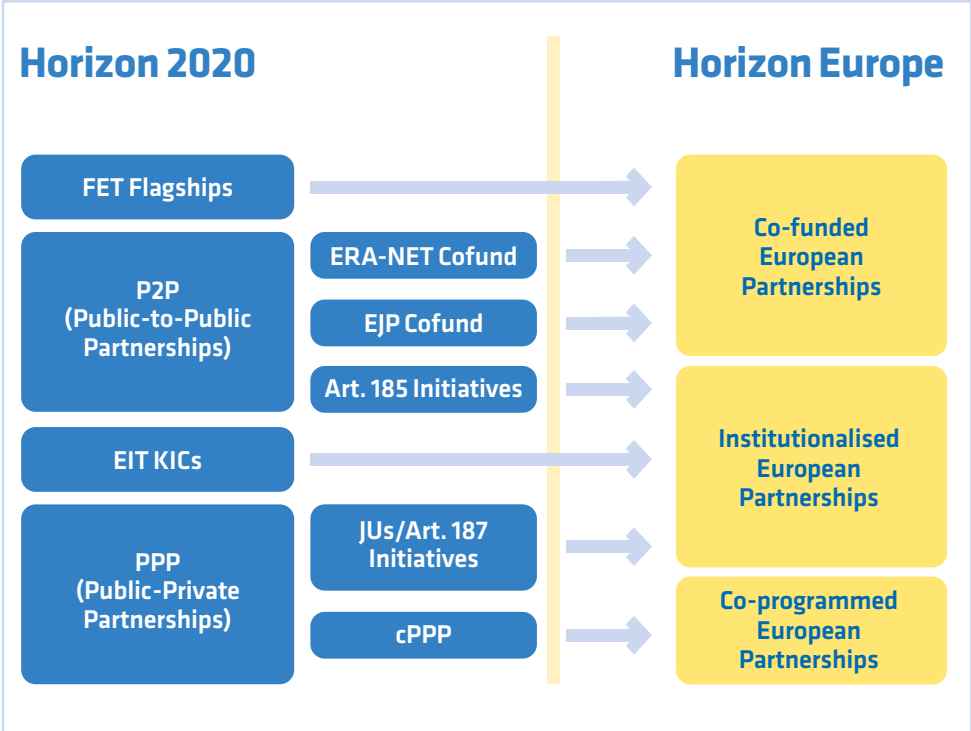 Horizon 2020
Horizon Europe
FET Flagships
P2P
(Public-to-Public
Partnerships)
ERA-NET Cofund
EJP Cofund
Art. 185 Initiatives
EIT KICs
PPP
(Public-Private
Partnerships)
JUs/Art. 187
Initiatives
cPPP
Co-funded
European
Partnerships
Institutionalised
European
Partnerships
Co-programmed
European
Partnerships